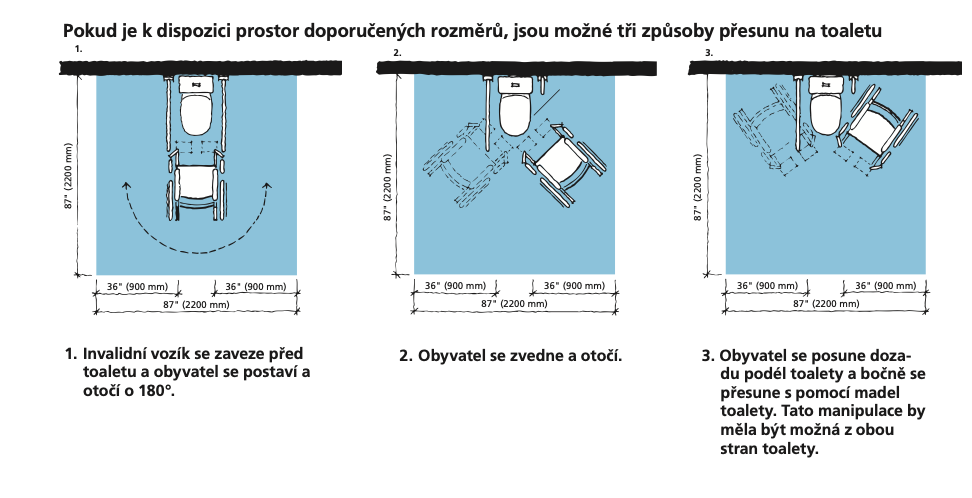 Pokud je k dispozici prostor doporučených rozměrů, jsou možné tři způsoby přesunu na toaletu
1.
87" (2200 mm)
36" (900 mm)
36" (900 mm)
87" (2200 mm)
1. Invalidní vozík se zaveze před
toaletu a obyvatel se postaví a
otočí o 180°.
2.
87" (2200 mm)
36" (900 mm)
36" (900 mm)
87" (2200 mm)
2. Obyvatel se zvedne a otočí.
3.
87" (2200 mm)
36" (900 mm)
36" (900 mm)
87" (2200 mm)
3. Obyvatel se posune doza-
du podél toalety a bočně se
přesune s pomocí madel
toalety. Tato manipulace by
měla být možná z obou
stran toalety.